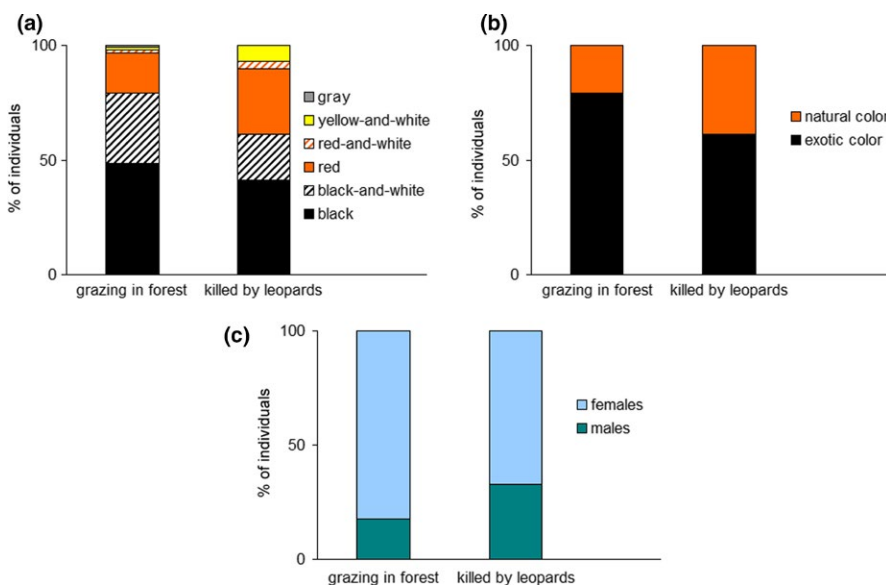 (a)
100
50
0
% of individuals
grazing in forest
killed by leopards
gray
yellow-and-white
red-and-white
red
black-and-white
black
(b)
100
50
0
% of individuals
grazing in forest
killed by leopards
natural color
exotic color
(c)
100
50
0
% of individuals
grazing in forest
killed by leopards
females
males